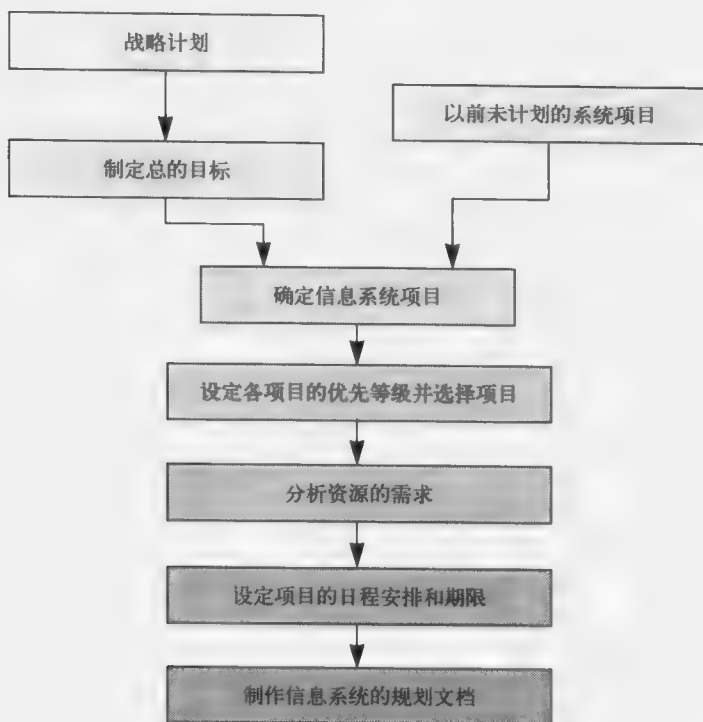 战略计划
以前未计划的系统项目
制定总的目标
确定信息系统项目
设定各项目的优先等级并选择项目
分析资源的需求
设定项目的日程安排和期限
制作信息系统的规划文档